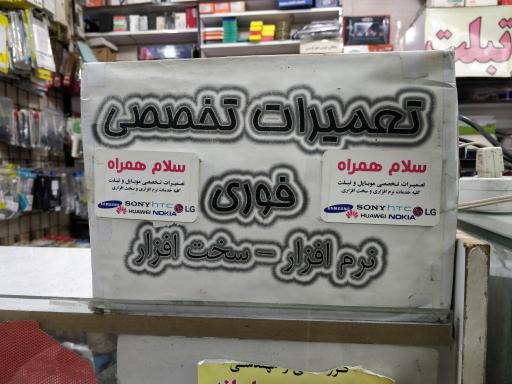 تبلت
تعمیرات تخصصی
سلام همراه
تعمیرات تخصصی موبایل و تبلت
کلیه خدمات نرم افزاری و سخت افزاری
SAMSUNG SONY hTC LG
HUAWEI NOKIA
فوری
سلام همراه
تعمیرات تخصصی موبایل و تبلت
کلیه خدمات نرم افزاری و سخت افزاری
SAMSUNG SONY hTC LG
HUAWEI NOKIA
نرم افزار - سخت افزار